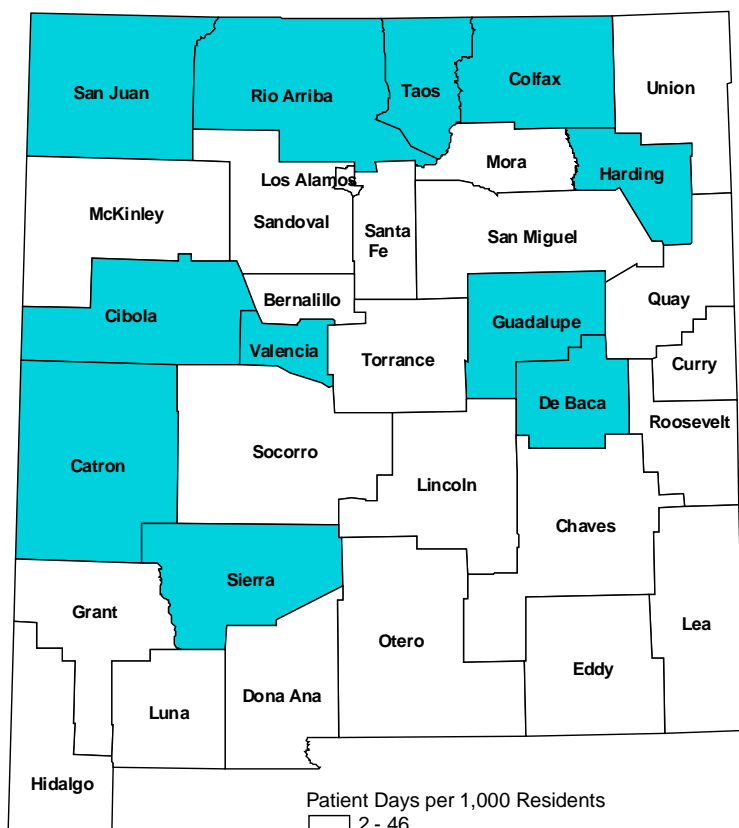 San Juan
Rio Arriba
Taos
Colfax
Union
Mora
Harding
Los Alamos
McKinley
Sandoval
Santa
Fe
San Miguel
Bernalillo
Quay
Cibola
Guadalupe
Valencia
Torrance
Curry
De Baca
Roosevelt
Socorro
Catron
Lincoln
Chaves
Sierra
Grant
Otero
Lea
Eddy
Dona Ana
Luna
Hidalgo
Patient Days per 1,000 Residents
2 - 46